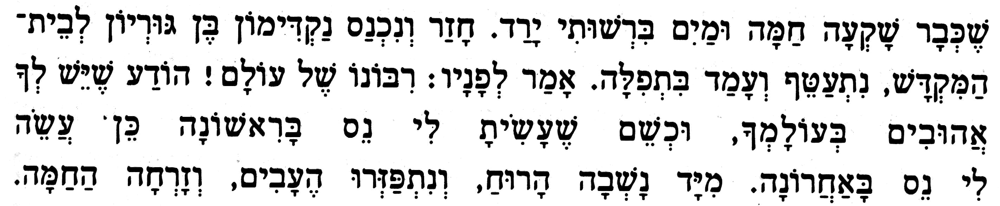 שֶׁכְּבָר שָׁקְעָה חַמָּה וּמַיִם בִּרְשׁוּתִי יָרַד. חָזַר וְנִכְנַס נַקְדִּימוֹן בֶּן גּוּרְיוֹן לְבֵית־
הַמִּקְדָּשׁ, נִתְעַטֵּף וְעָמַד בִּתְפִלָּה. אָמַר לְפָנָיו: רִבּוֹנוֹ שֶׁל עוֹלָם! הוֹדַע שֶׁיֵּשׁ לְךָ
אֲהוּבִים בְּעוֹלָמְךָ, וּכְשֵׁם שֶׁעָשִׂיתָ לִי נֵס בָּרִאשׁוֹנָה כֵּן עֲשֵׂה
לִי נֵס בָּאַחֲרוֹנָה. מִיָּד נָשְׁבָה הָרוּחַ, וְנִתְפַּזְּרוּ הֶעָבִים, וְזָרְחָה הַחַמָּה.